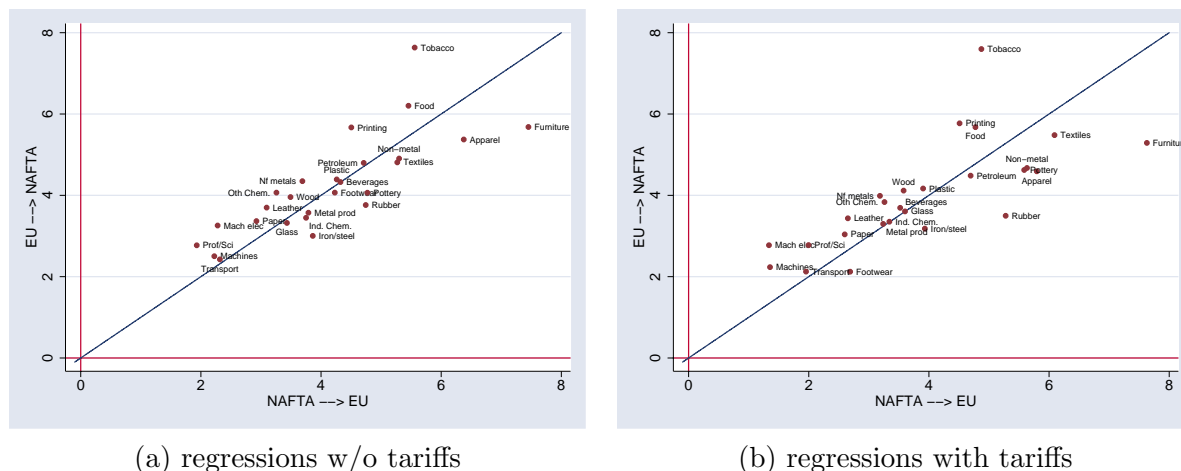 8
6
4
2
0
EU −−> NAFTA
Tobacco
Food
Printing
Furniture
Apparel
Non−metal
Petroleum
Textiles
Plastic
Nf metals
Beverages
Oth Chem.
Footwear
Pottery
Wood
Rubber
Leather
Metal prod
Paper
Ind. Chem.
Mach elec
Glass
Iron/steel
Prof/Sci
Machines
Transport
0 2 4 6 8
NAFTA −−> EU
(a) regressions w/o tariffs
8
6
4
2
0
EU −−> NAFTA
Tobacco
Printing
Food
Textiles
Furnitu
Non−metal
Pottery
Petroleum
Apparel
Wood
Plastic
Nf metals
Oth Chem.
Beverages
Glass
Leather
Rubber
Ind. Chem.
Paper
Metal prod
Iron/steel
Mach elec
Prof/Sci
Machines
Transport
Footwear
0 2 4 6 8
NAFTA −−> EU
(b) regressions with tariffs